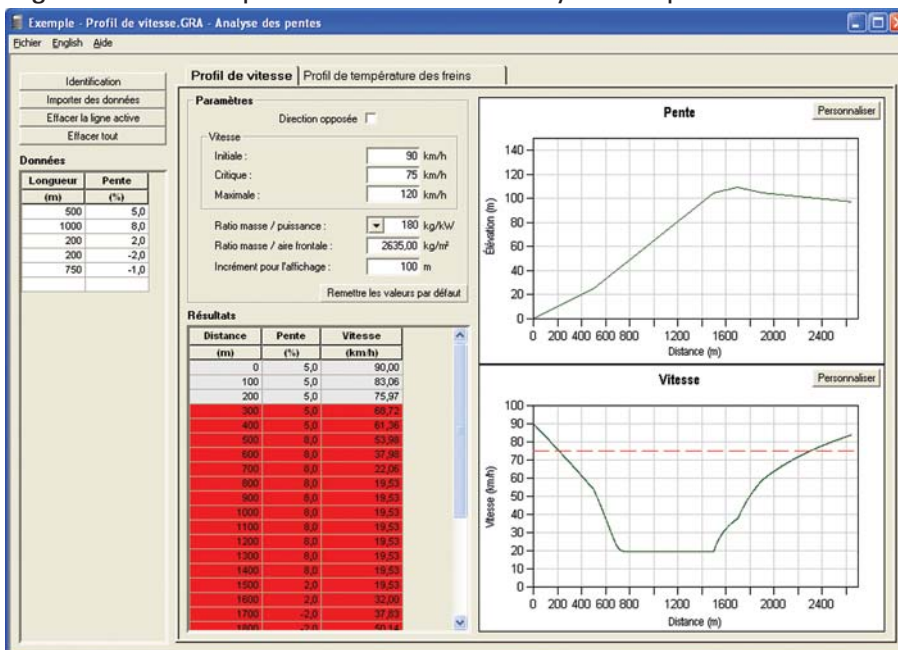 Exemple - Profil de vitesse.GRA - Analyse des pentes
Fichier English Aide
Identification
Importer des données
Effacer la ligne active
Effacer tout
Données
Longueur Pente
(m) (%)
500 5,0
1000 8,0
200 2,0
200 -2,0
750 -1,0
Profil de vitesse Profil de température des freins
Paramètres
Direction opposée
Vitesse
Initiale : 90 km/h
Critique : 75 km/h
Maximale : 120 km/h
Ratio masse / puissance : 180 kg/kW
Ratio masse / aire frontale : 2635,00 kg/m²
Incrément pour l'affichage : 100 m
Remettre les valeurs par défaut
Résultats
Distance Pente Vitesse
(m) (%) (km/h)
0 5,0 90,00
100 5,0 83,06
200 5,0 75,97
300 5,0 68,72
400 5,0 61,36
500 8,0 53,98
600 8,0 37,98
700 8,0 22,06
800 8,0 19,53
900 8,0 19,53
1000 8,0 19,53
1100 8,0 19,53
1200 8,0 19,53
1300 8,0 19,53
1400 8,0 19,53
1500 2,0 19,53
1600 2,0 32,00
1700 -2,0 37,83
1800 -2,0 50,14
Pente
Personnaliser
140
120
100
80
60
40
20
0
Élévation (m)
0 200 400 600 800 1200 1600 2000 2400
Distance (m)
Vitesse
Personnaliser
100
90
80
70
60
50
40
30
20
10
0
Vitesse (km/h)
0 200 400 600 800 1200 1600 2000 2400
Distance (m)